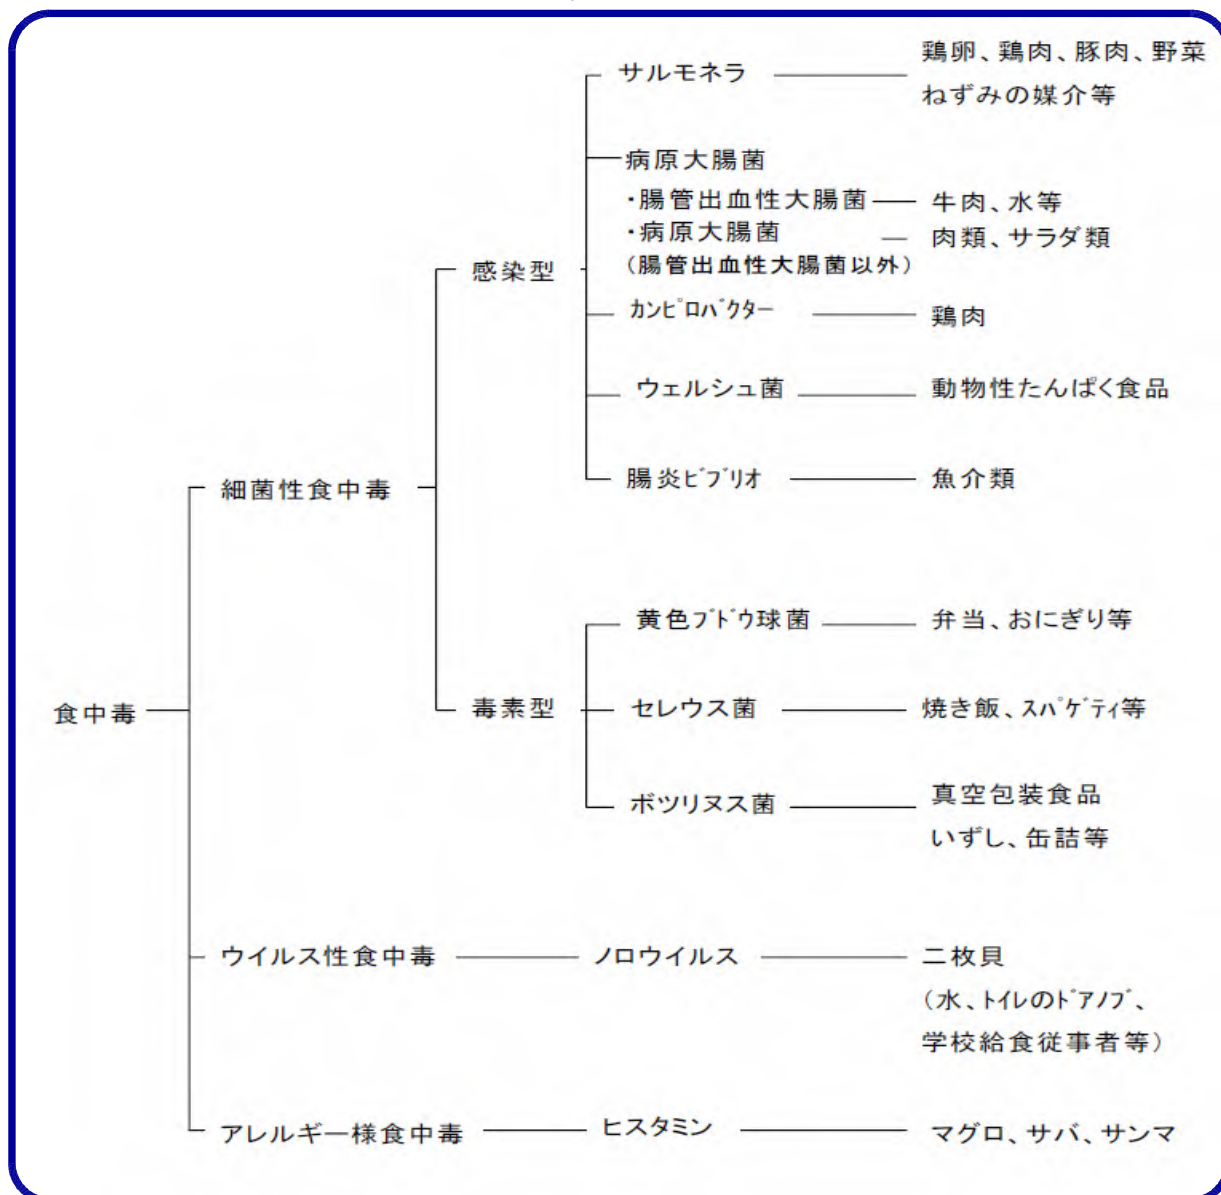 サルモネラ
鶏卵、鶏肉、豚肉、野菜
ねずみの媒介等
病原大腸菌
・腸管出血性大腸菌
牛肉、水等
・病原大腸菌
肉類、サラダ類
(腸管出血性大腸菌以外)
感染型
ｶﾝﾋﾟﾛﾊﾞｸﾀｰ
鶏肉
ウェルシュ菌
動物性たんぱく食品
腸炎ﾋﾞﾌﾞﾘｵ
魚介類
細菌性食中毒
黄色ﾌﾞﾄﾞｳ球菌
弁当、おにぎり等
食中毒
毒素型
セレウス菌
焼き飯、ｽﾊﾟｹﾞﾃｨ等
ボツリヌス菌
真空包装食品
いずし、缶詰等
ウイルス性食中毒
ノロウイルス
二枚貝
(水、ﾄｲﾚのﾄﾞｱﾉﾌﾞ、
学校給食従事者等)
アレルギー様食中毒
ヒスタミン
マグロ、サバ、サンマ